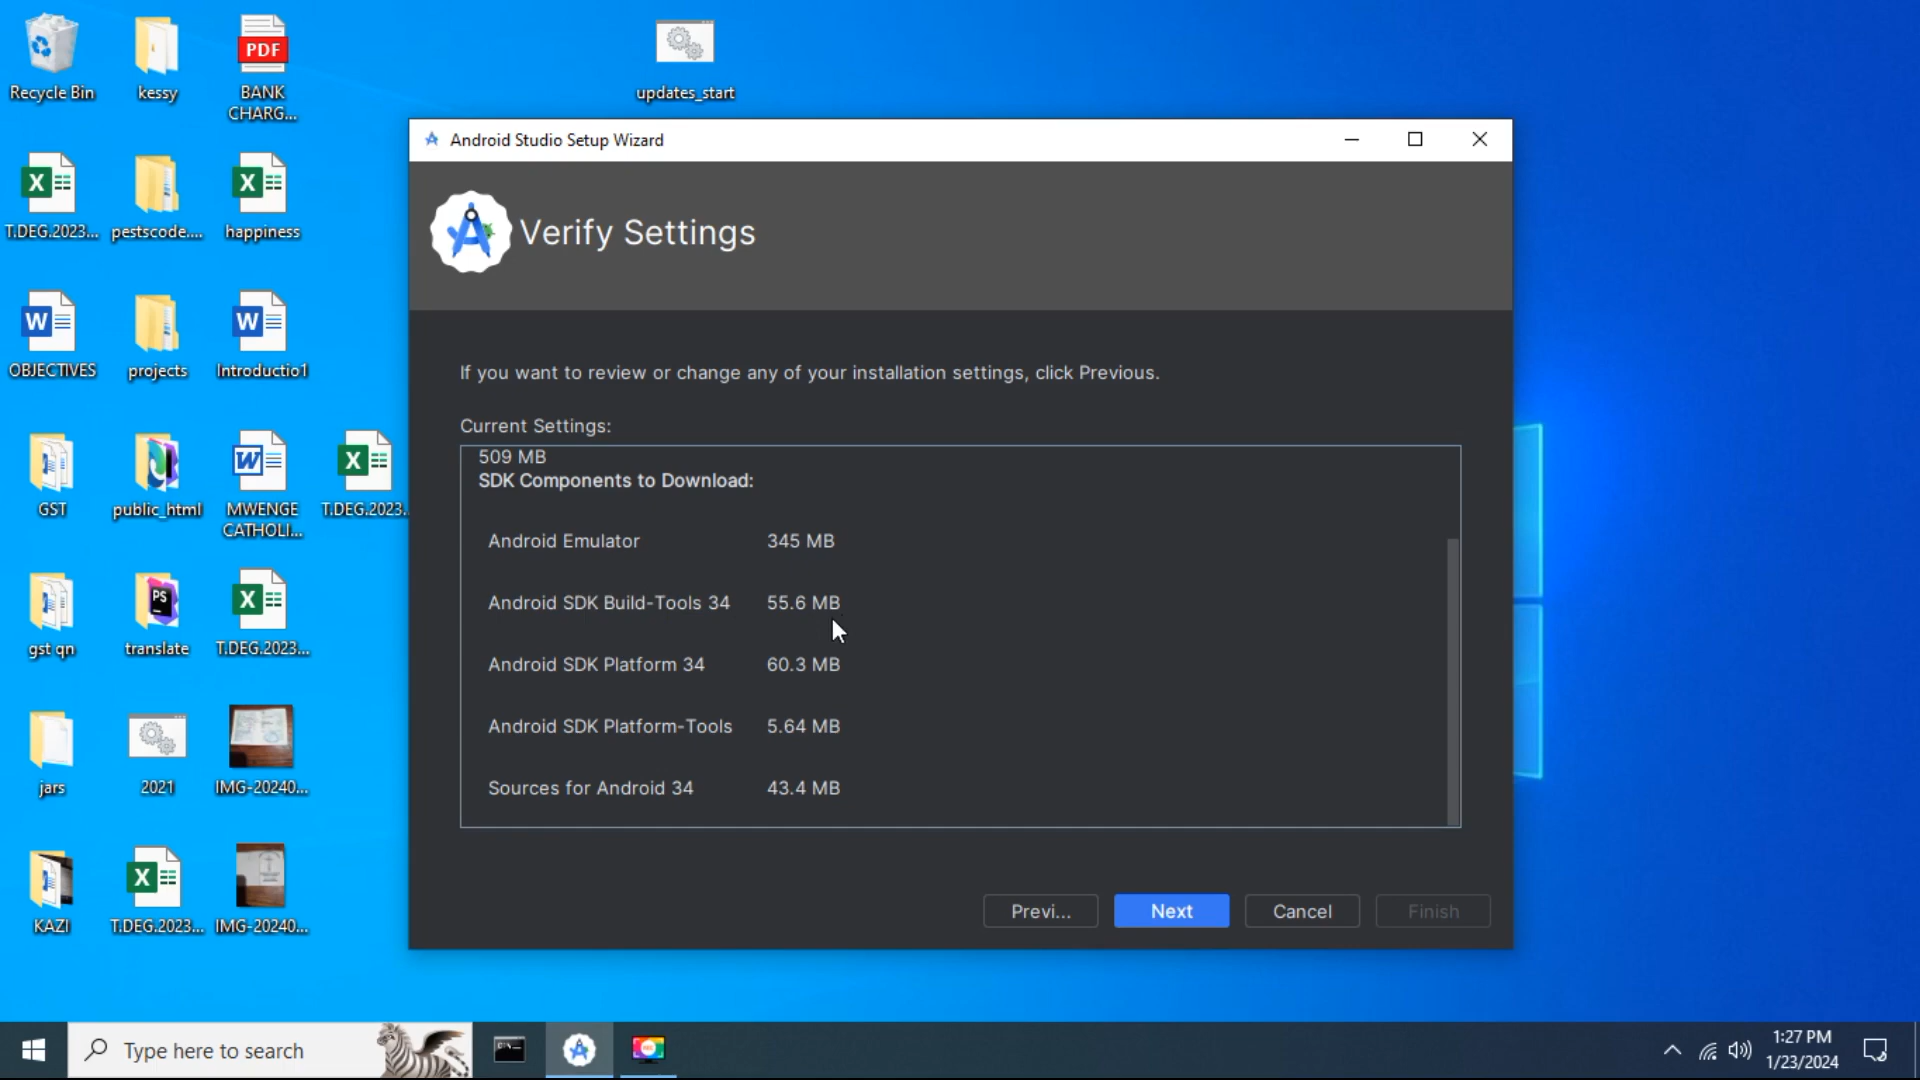 Recycle Bin
kessy
PDF
BANK
CHARG...
updates_start
T.DEG.2023...
pestscode....
happiness
OBJECTIVES
projects
Introductio1
GST
public_html
MWENGE
CATHOLI...
T.DEG.2023...
gst qn
PS
translate
T.DEG.2023...
jars
2021
IMG-20240...
KAZI
T.DEG.2023...
IMG-20240...
Android Studio Setup Wizard
Verify Settings
If you want to review or change any of your installation settings, click Previous.
Current Settings:
509 MB
SDK Components to Download:
Android Emulator 345 MB
Android SDK Build-Tools 34 55.6 MB
Android SDK Platform 34 60.3 MB
Android SDK Platform-Tools 5.64 MB
Sources for Android 34 43.4 MB
Previ...
Next
Cancel
Finish
Type here to search
1:27 PM
1/23/2024